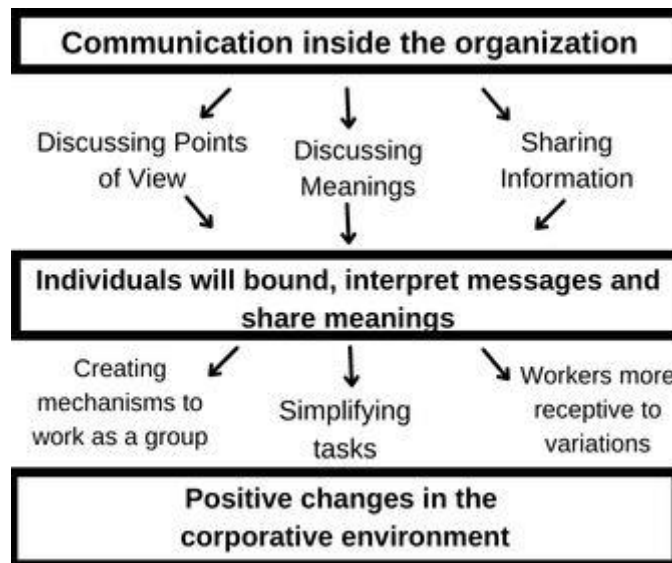 Communication inside the organization
Discussing Points
of View
Discussing
Meanings
Sharing
Information
Individuals will bound, interpret messages and
share meanings
Creating
mechanisms to
work as a group
Simplifying
tasks
Workers more
receptive to
variations
Positive changes in the
corporative environment